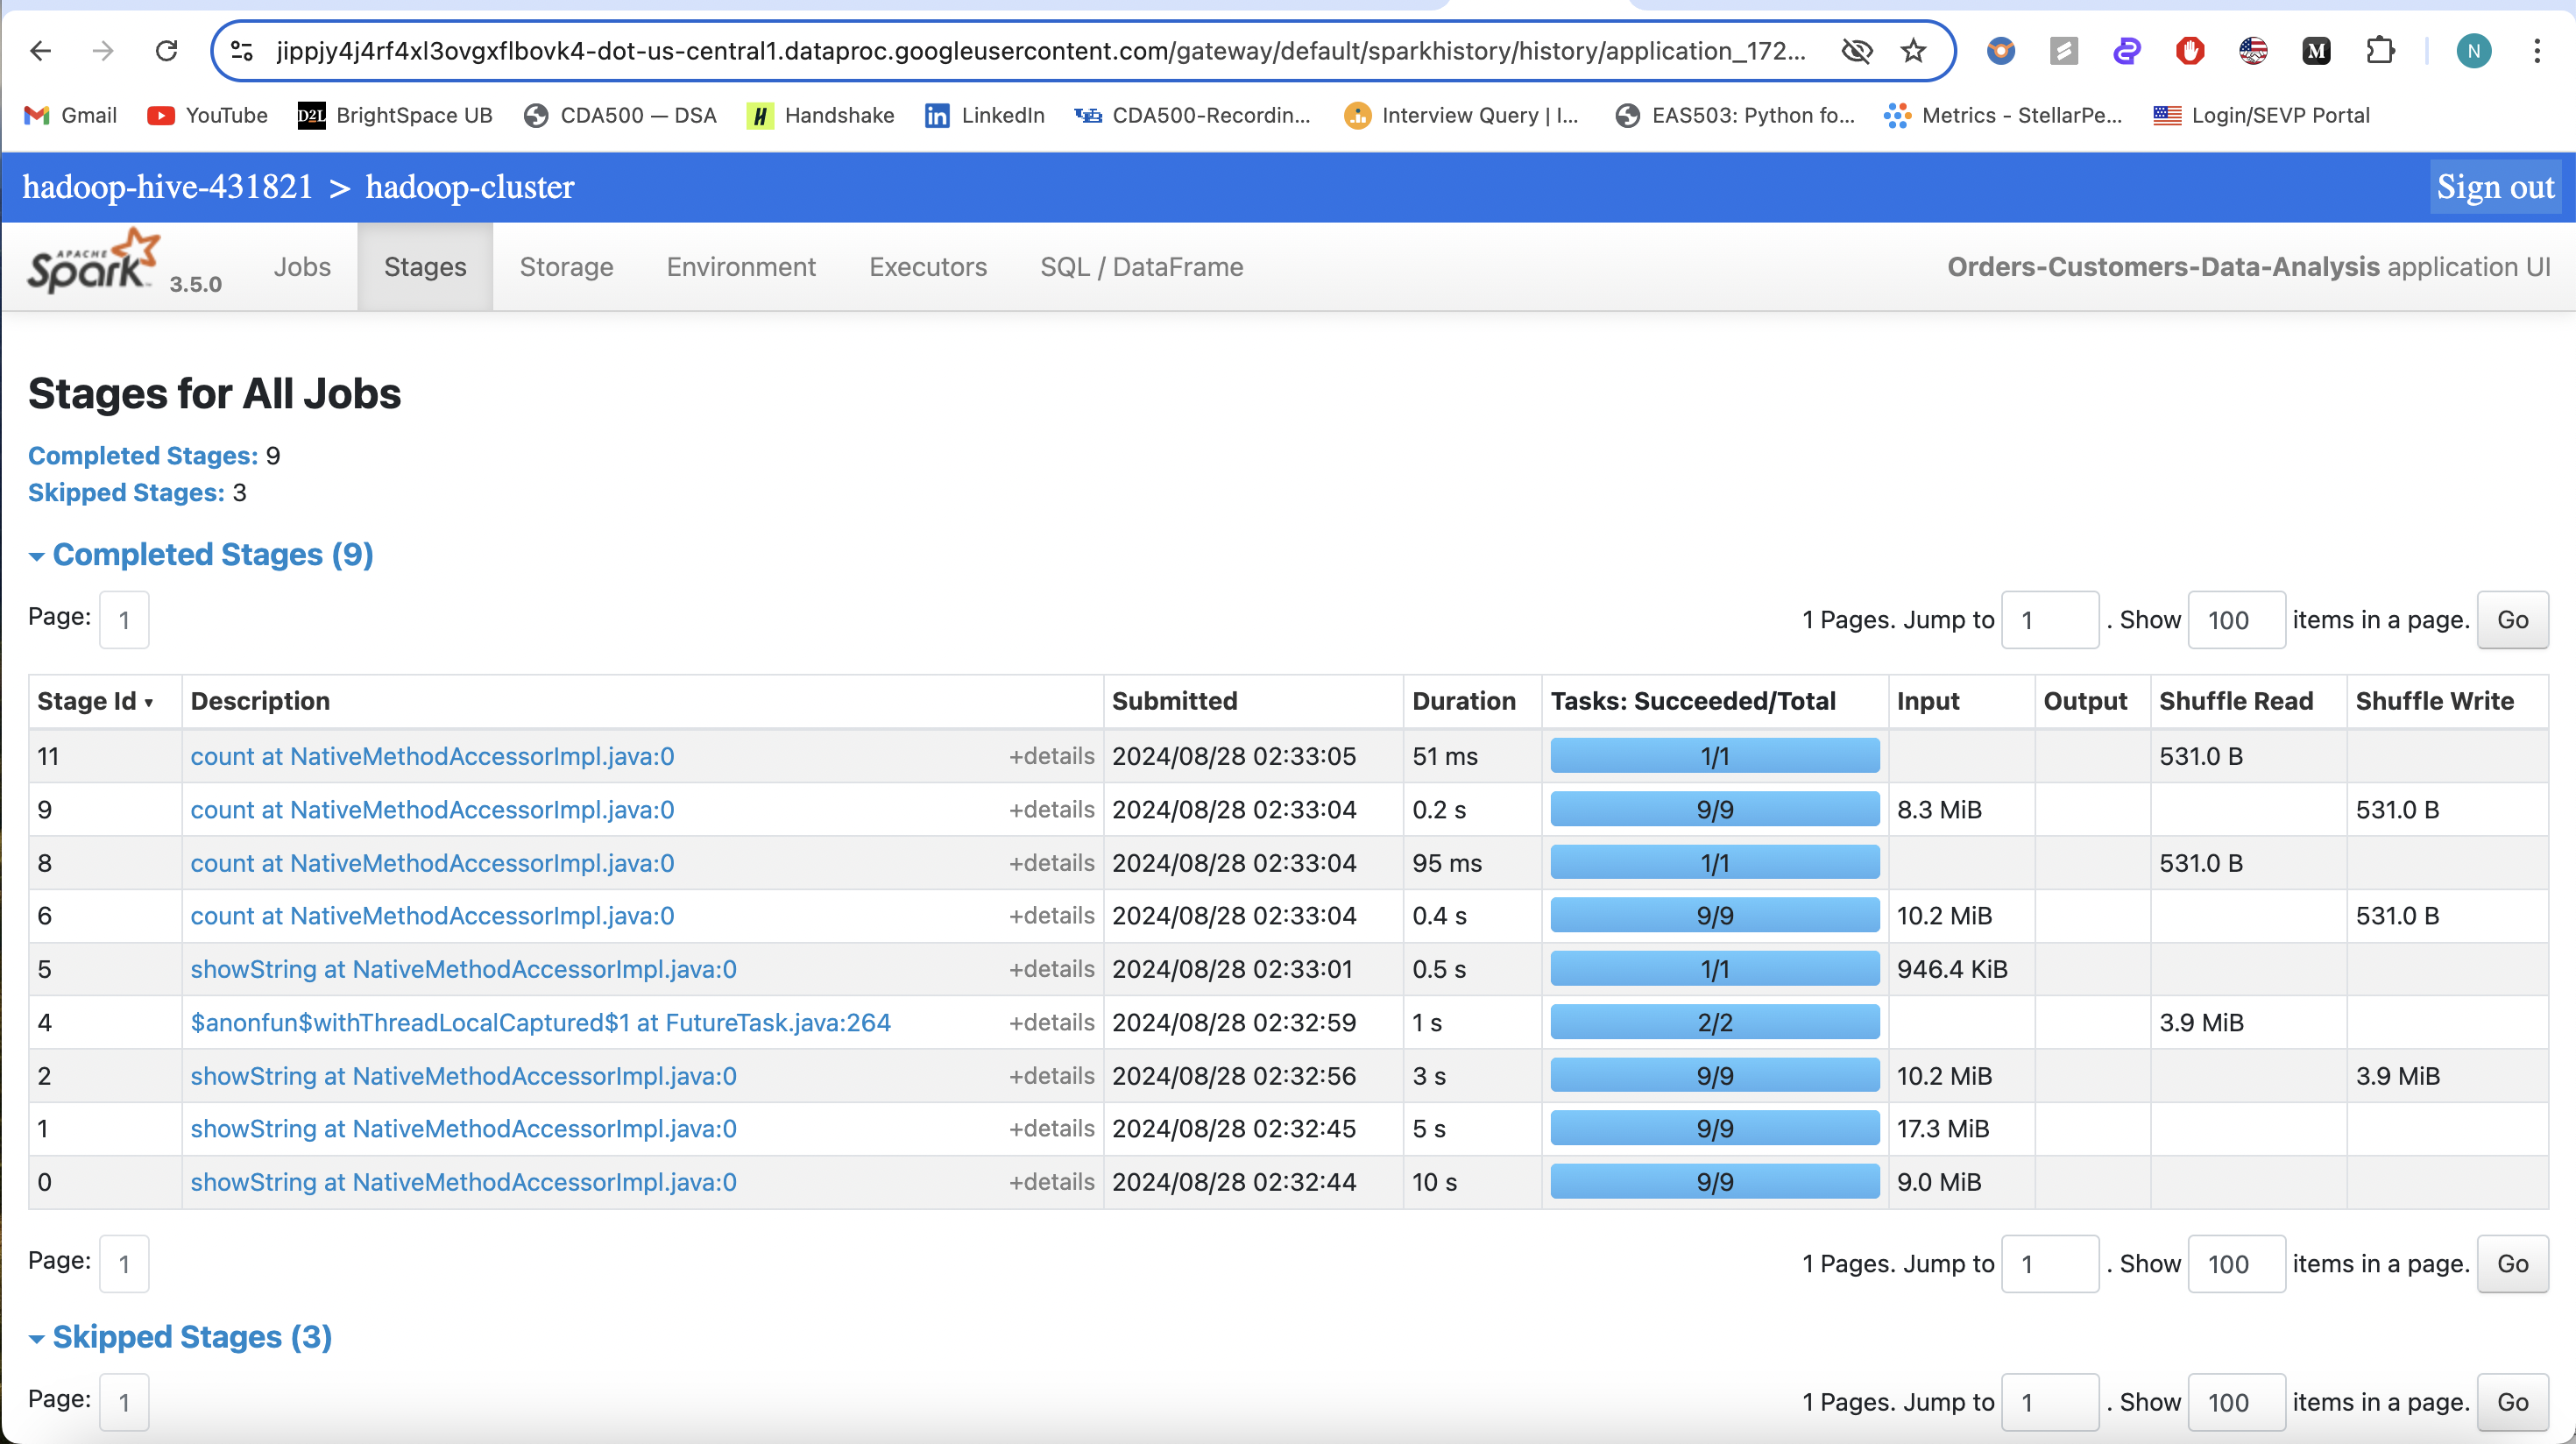 jippjy4j4rf4xl3ovgxflbovk4-dot-us-central1.dataproc.googleusercontent.com/gateway/default/sparkhistory/history/application_172...
M
N
Gmail YouTube D2L BrightSpace UB CDA500 — DSA H Handshake in LinkedIn UB CDA500-Recordin... Interview Query | I... EAS503: Python fo... Metrics - StellarPe... Login/SEVP Portal
hadoop-hive-431821 > hadoop-cluster Sign out
APACHE Spark 3.5.0 Jobs Stages Storage Environment Executors SQL / DataFrame Orders-Customers-Data-Analysis application UI
Stages for All Jobs
Completed Stages: 9
Skipped Stages: 3
Completed Stages (9)
Page: 1 1 Pages. Jump to 1 . Show 100 items in a page. Go
Stage Id ▾ Description Submitted Duration Tasks: Succeeded/Total Input Output Shuffle Read Shuffle Write
11 count at NativeMethodAccessorImpl.java:0 +details 2024/08/28 02:33:05 51 ms 1/1 531.0 B
9 count at NativeMethodAccessorImpl.java:0 +details 2024/08/28 02:33:04 0.2 s 9/9 8.3 MiB 531.0 B
8 count at NativeMethodAccessorImpl.java:0 +details 2024/08/28 02:33:04 95 ms 1/1 531.0 B
6 count at NativeMethodAccessorImpl.java:0 +details 2024/08/28 02:33:04 0.4 s 9/9 10.2 MiB 531.0 B
5 showString at NativeMethodAccessorImpl.java:0 +details 2024/08/28 02:33:01 0.5 s 1/1 946.4 KiB
4 $anonfun$withThreadLocalCaptured$1 at FutureTask.java:264 +details 2024/08/28 02:32:59 1 s 2/2 3.9 MiB
2 showString at NativeMethodAccessorImpl.java:0 +details 2024/08/28 02:32:56 3 s 9/9 10.2 MiB 3.9 MiB
1 showString at NativeMethodAccessorImpl.java:0 +details 2024/08/28 02:32:45 5 s 9/9 17.3 MiB
0 showString at NativeMethodAccessorImpl.java:0 +details 2024/08/28 02:32:44 10 s 9/9 9.0 MiB
Page: 1 1 Pages. Jump to 1 . Show 100 items in a page. Go
Skipped Stages (3)
Page: 1 1 Pages. Jump to 1 . Show 100 items in a page. Go